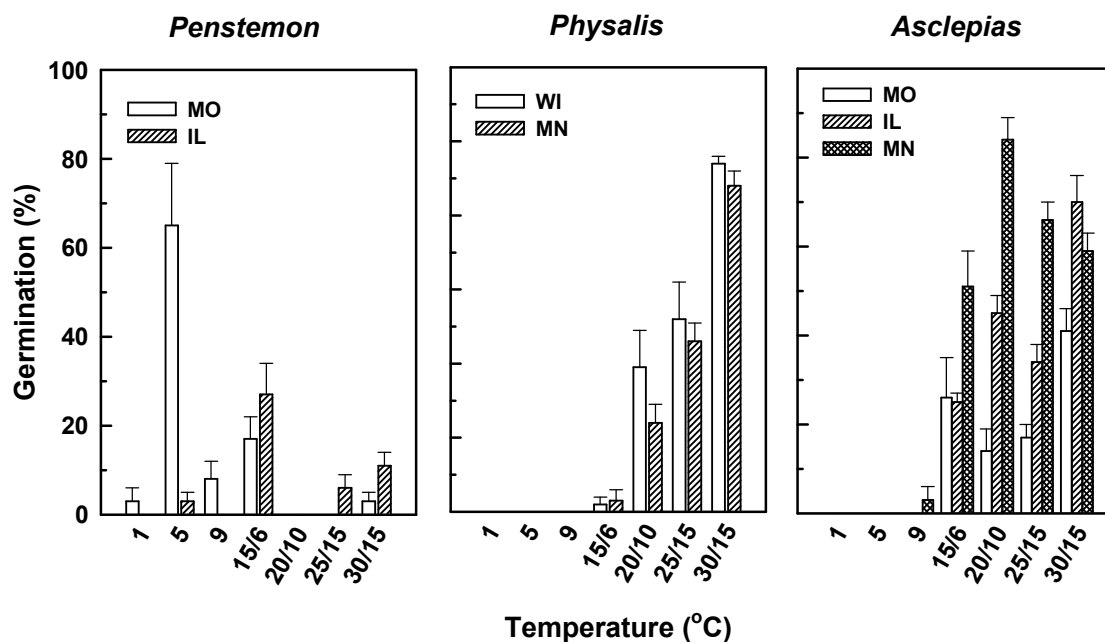 Penstemon
Physalis
Asclepias
Germination (%)
100
80
60
40
20
0
MO
IL
1
5
9
15/6
20/10
25/15
30/15
WI
MN
1
5
9
15/6
20/10
25/15
30/15
MO
IL
MN
1
5
9
15/6
20/10
25/15
30/15
Temperature (°C)